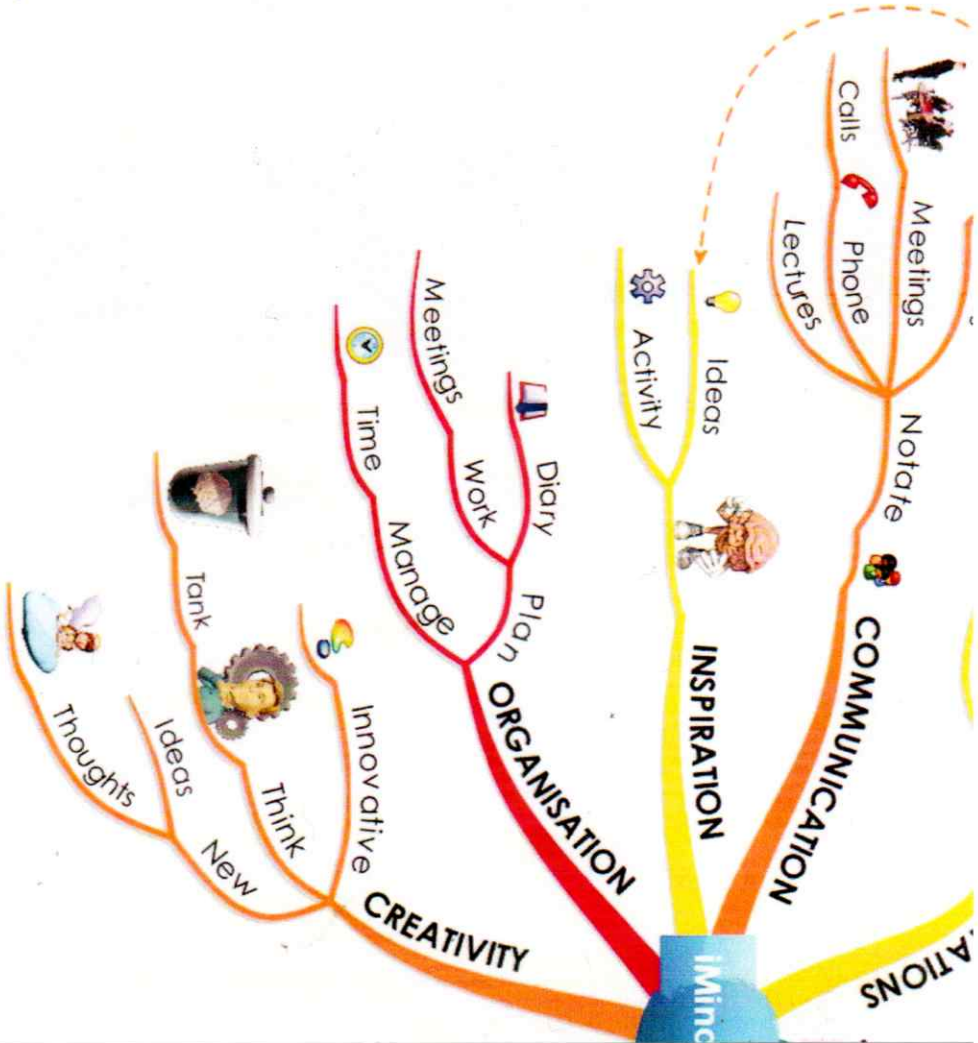 Calls
Phone
Meetings
Lectures
Notate
COMMUNICATION
Ideas
Activity
INSPIRATION
Diary
Meetings
Work
Plan
Time
Manage
ORGANISATION
Innovative
Tank
Think
Ideas
Thoughts
New
CREATIVITY
ATIONS
iMind